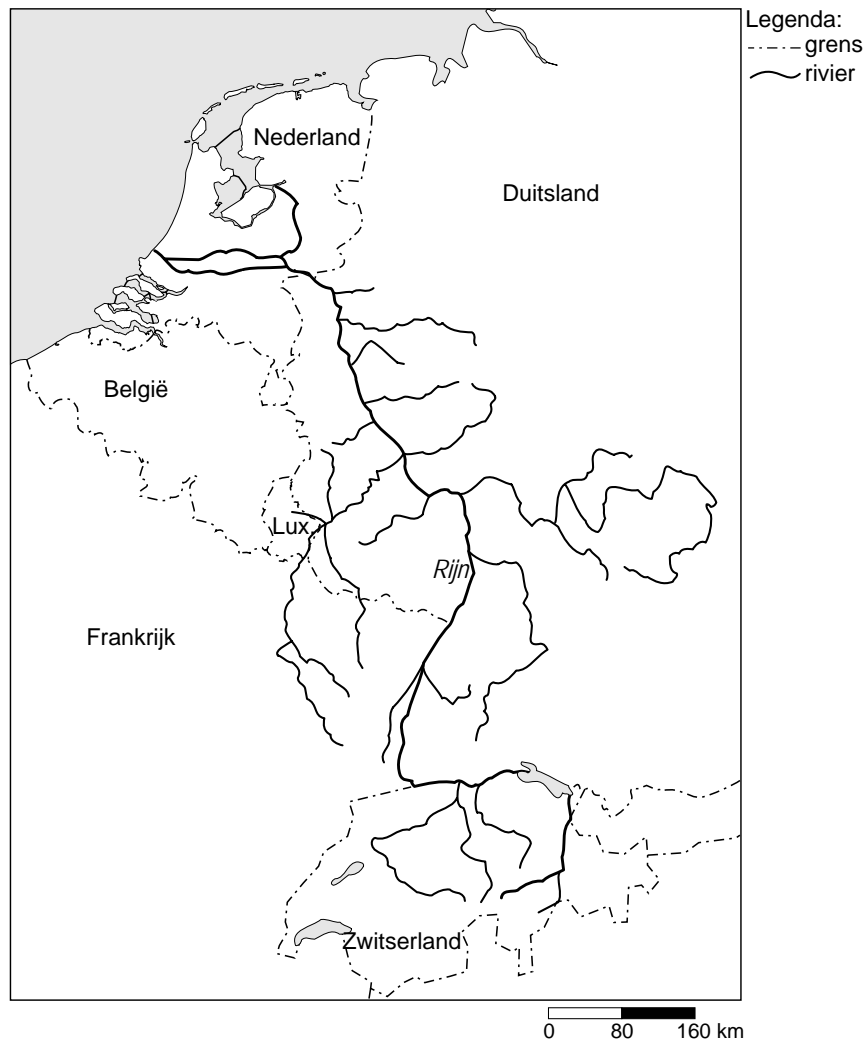 Legenda:
grens
rivier
Nederland
Duitsland
België
Lux.
Rijn
Frankrijk
Zwitserland
0 80 160 km